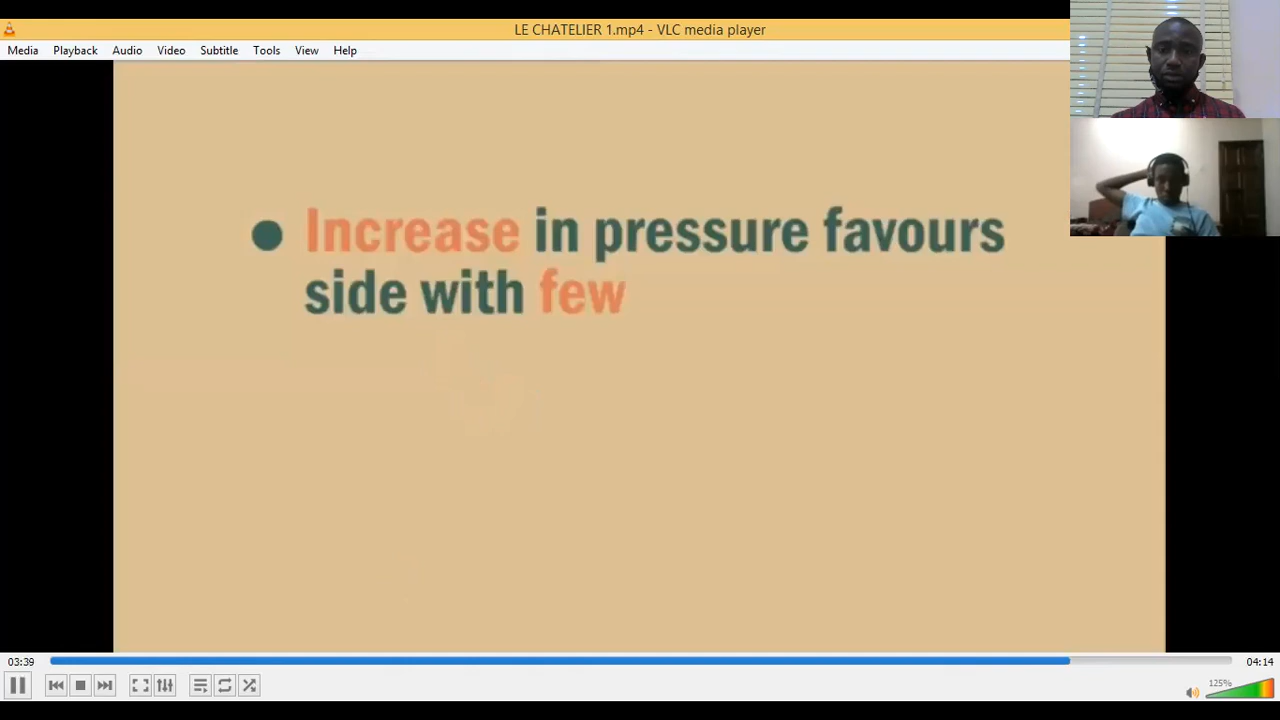 LE CHATELIER 1.mp4 - VLC media player
Media Playback Audio Video Subtitle Tools View Help
● Increase in pressure favours
side with few
03:39
04:14
125%